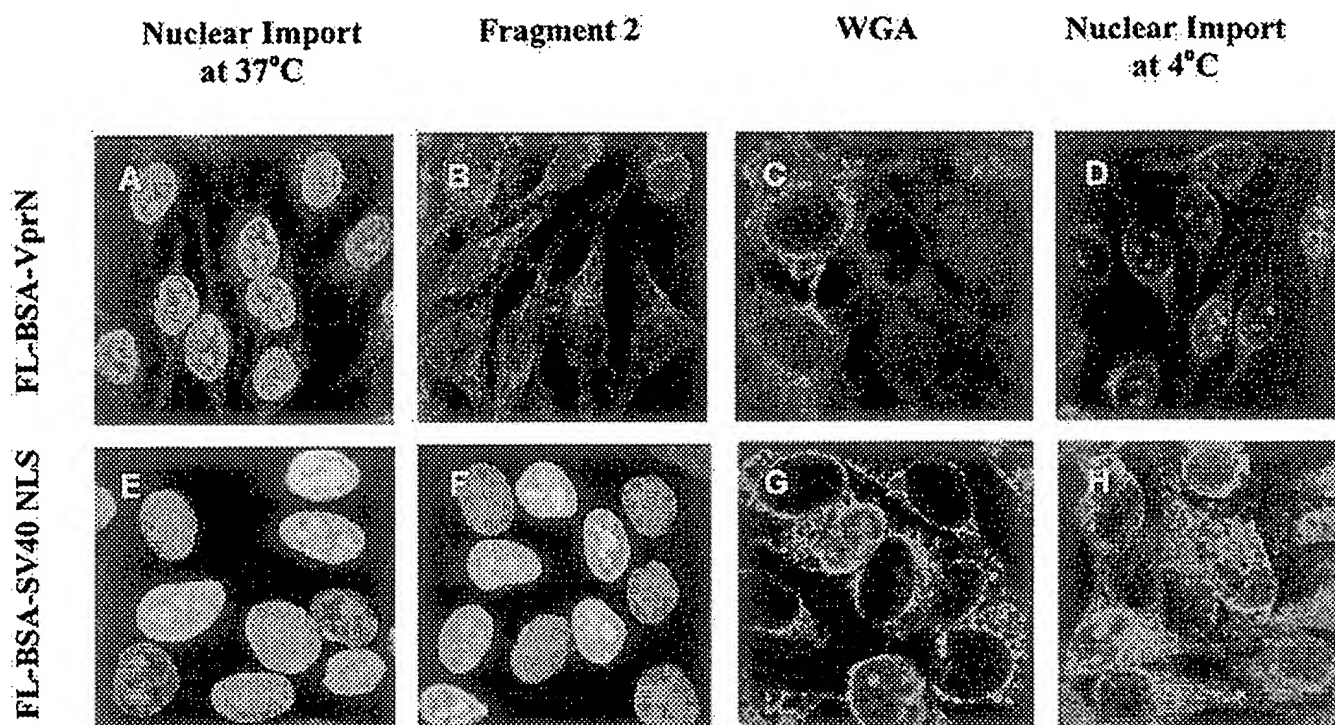 Nuclear Import
at 37°C
Fragment 2
WGA
Nuclear Import
at 4°C
FL-BSA-VprN
A
B
C
D
FL-BSA-SV40 NLS
E
F
G
H